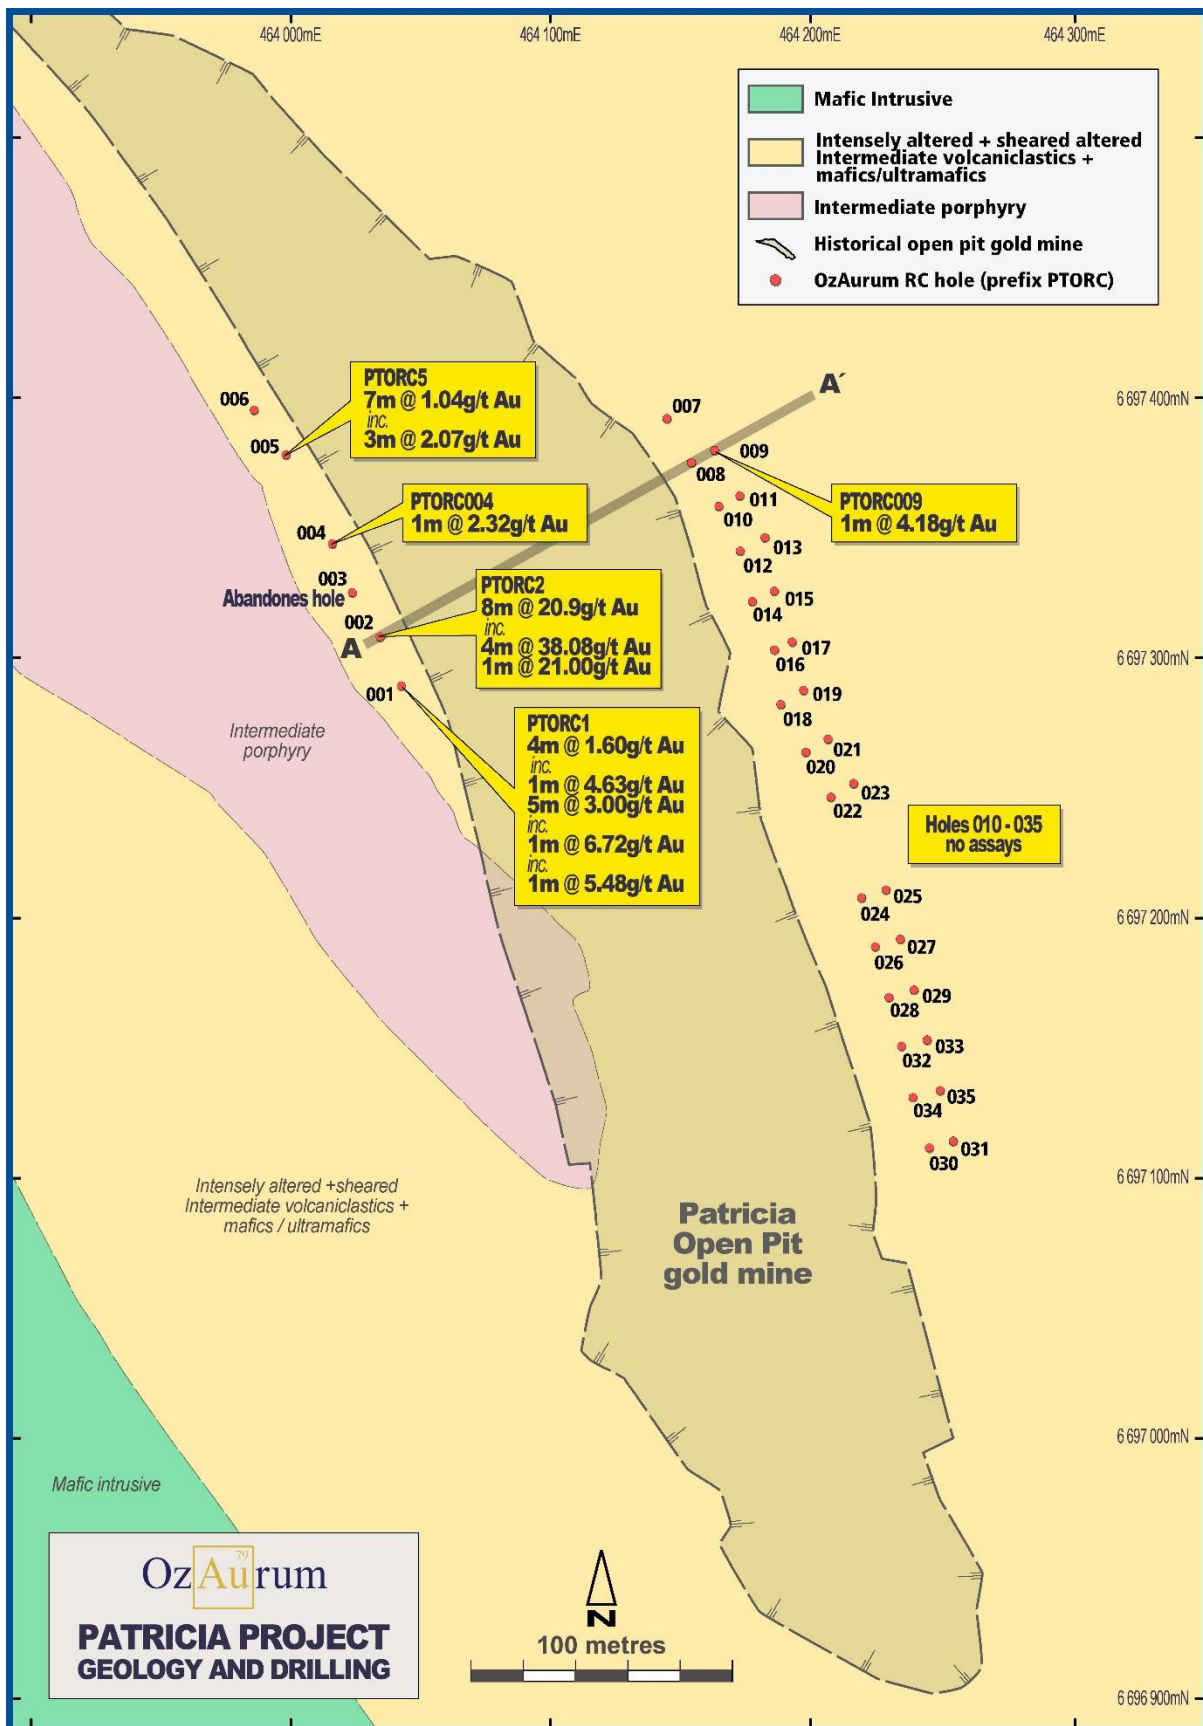 464 000mE
464 100mE
464 200mE
464 300mE
Mafic Intrusive
Intensely altered + sheared altered
Intermediate volcaniclastics +
mafics/ultramafics
Intermediate porphyry
Historical open pit gold mine
OzAurum RC hole (prefix PTORC)
6 697 400mN
6 697 300mN
6 697 200mN
6 697 100mN
6 697 000mN
6 696 900mN
PTORC5
7m @ 1.04g/t Au
inc.
3m @ 2.07g/t Au
PTORC004
1m @ 2.32g/t Au
PTORC2
8m @ 20.9g/t Au
inc.
4m @ 38.08g/t Au
1m @ 21.00g/t Au
PTORC1
4m @ 1.60g/t Au
inc.
1m @ 4.63g/t Au
5m @ 3.00g/t Au
inc.
1m @ 6.72g/t Au
inc.
1m @ 5.48g/t Au
PTORC009
1m @ 4.18g/t Au
Holes 010 - 035
no assays
A
A´
006
005
004
003
Abandones hole
002
001
007
009
008
011
010
013
012
015
014
017
016
019
018
021
020
023
022
025
024
027
026
029
028
033
032
035
034
031
030
Intermediate
porphyry
Intensely altered +sheared
Intermediate volcaniclastics +
mafics / ultramafics
Patricia
Open Pit
gold mine
Mafic intrusive
79
OzAurum
PATRICIA PROJECT
GEOLOGY AND DRILLING
N
100 metres